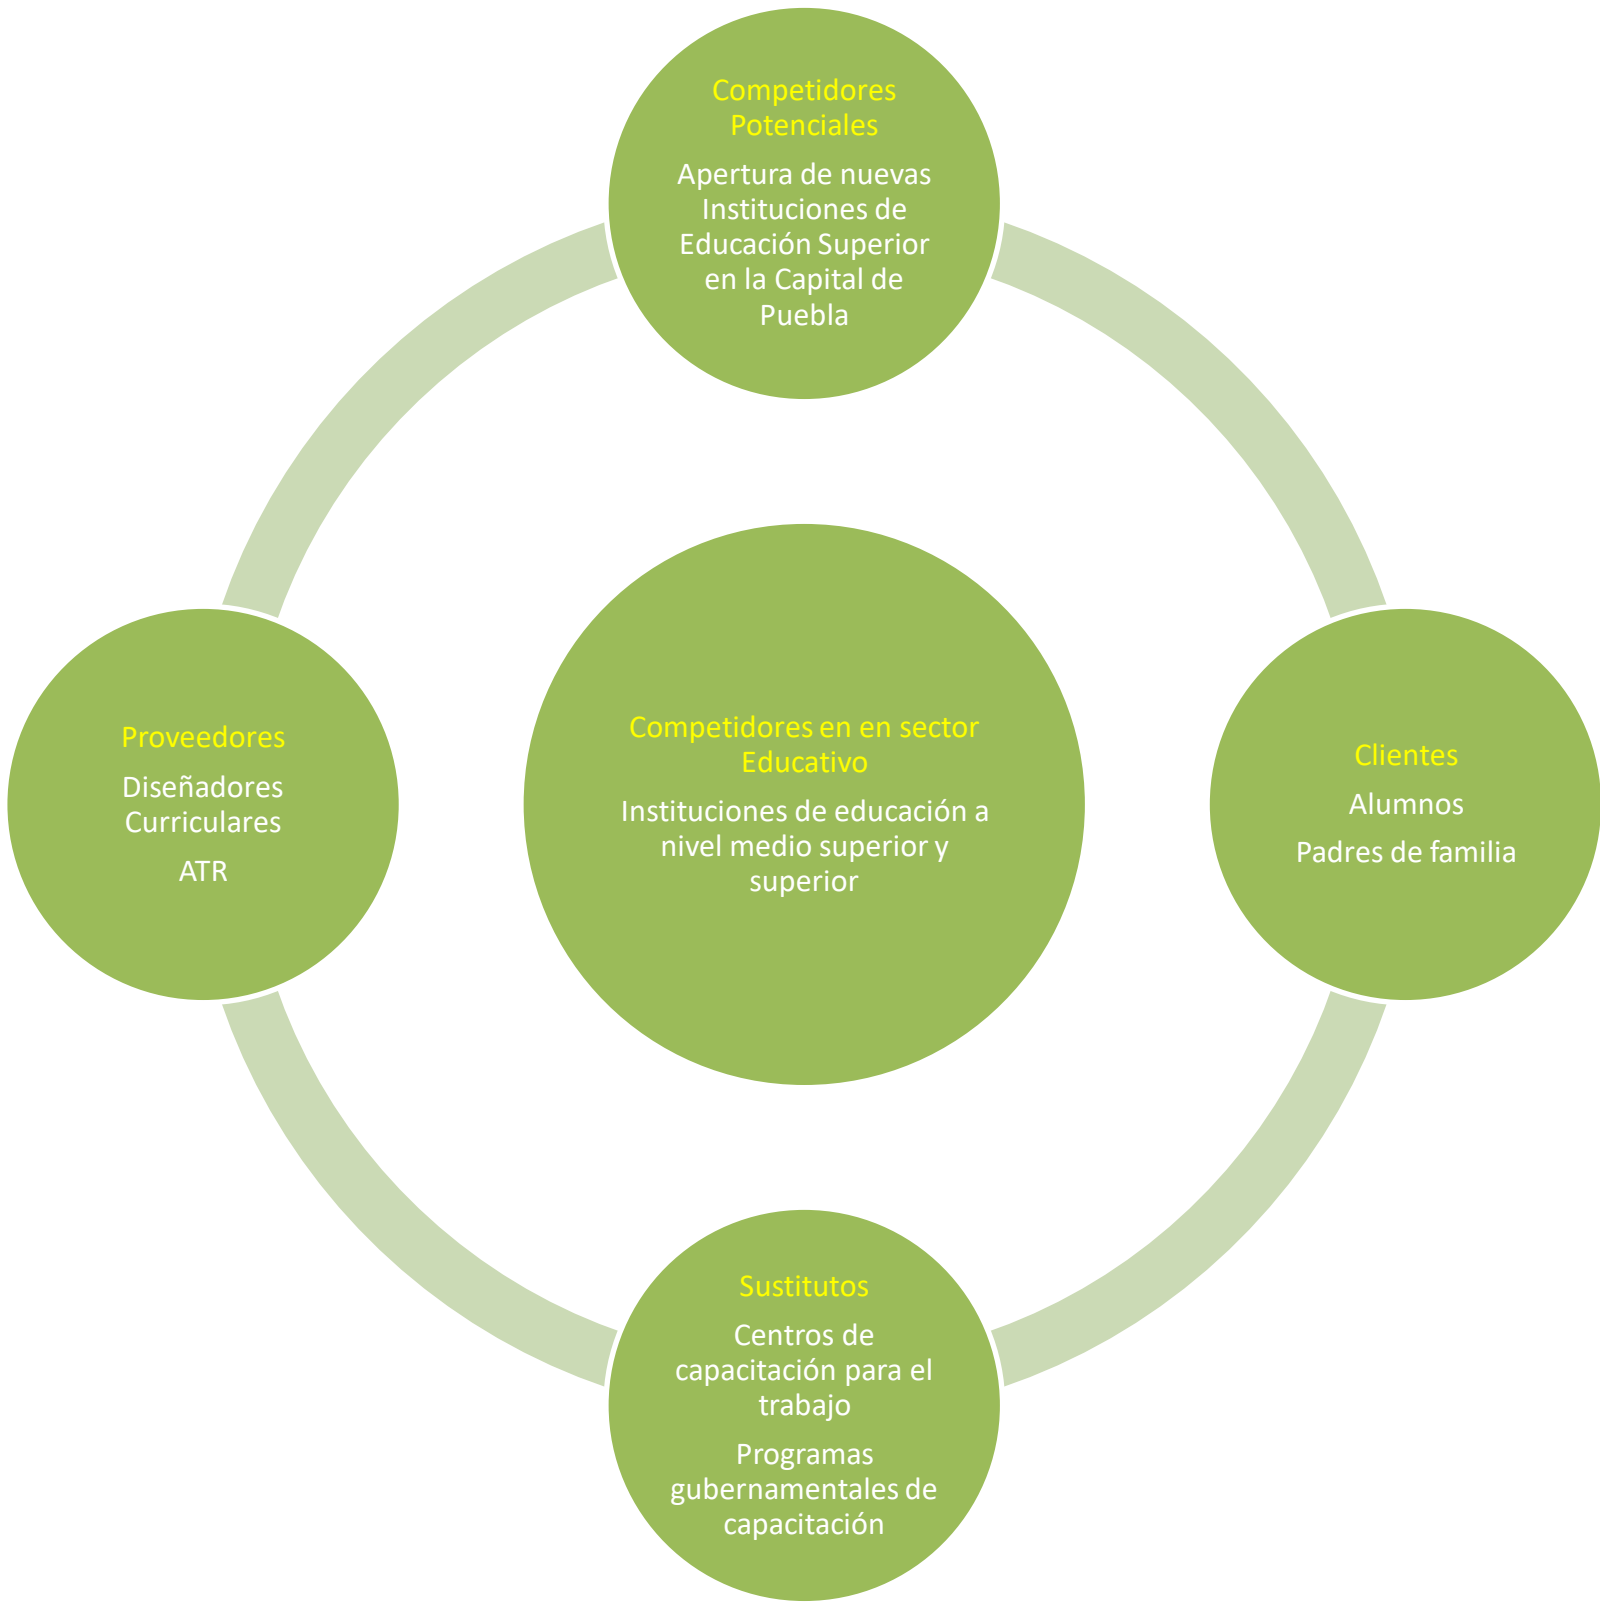 Competidores
Potenciales
Apertura de nuevas
Instituciones de
Educación Superior
en la Capital de
Puebla
Proveedores
Diseñadores
Curriculares
ATR
Competidores en en sector
Educativo
Instituciones de educación a
nivel medio superior y
superior
Clientes
Alumnos
Padres de familia
Sustitutos
Centros de
capacitación para el
trabajo
Programas
gubernamentales de
capacitación